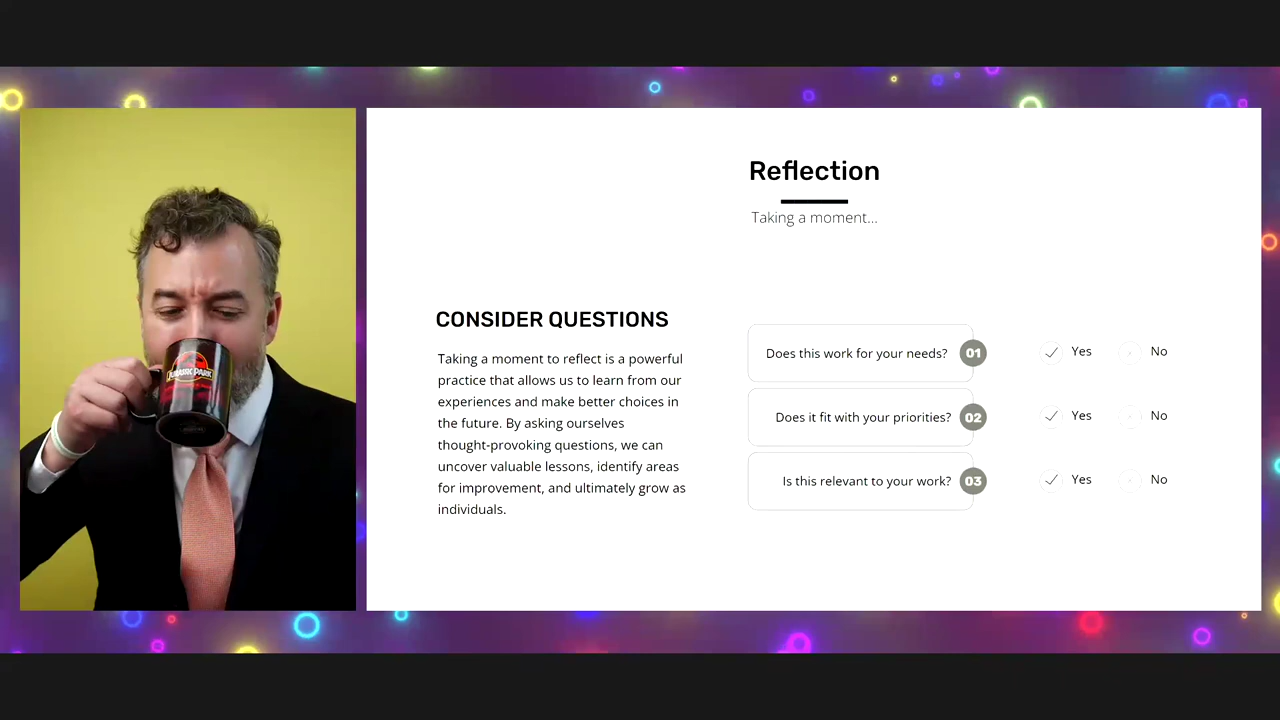 JURASSIC PARK
Reflection
Taking a moment...
CONSIDER QUESTIONS
Taking a moment to reflect is a powerful
practice that allows us to learn from our
experiences and make better choices in
the future. By asking ourselves
thought-provoking questions, we can
uncover valuable lessons, identify areas
for improvement, and ultimately grow as
individuals.
Does this work for your needs? 01 Yes No
Does it fit with your priorities? 02 Yes No
Is this relevant to your work? 03 Yes No